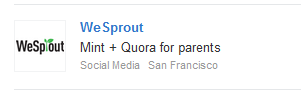 WeSprout
WeSprout
Mint + Quora for parents
Social Media San Francisco